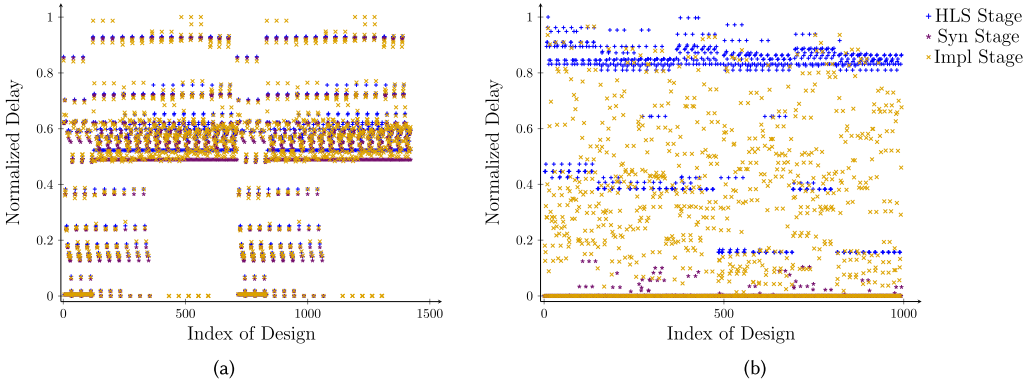 HLS Stage
Syn Stage
Impl Stage
Normalized Delay
1
0.8
0.6
0.4
0.2
0
0
500
1000
1500
Index of Design
(a)
Normalized Delay
1
0.8
0.6
0.4
0.2
0
0
500
1000
Index of Design
(b)